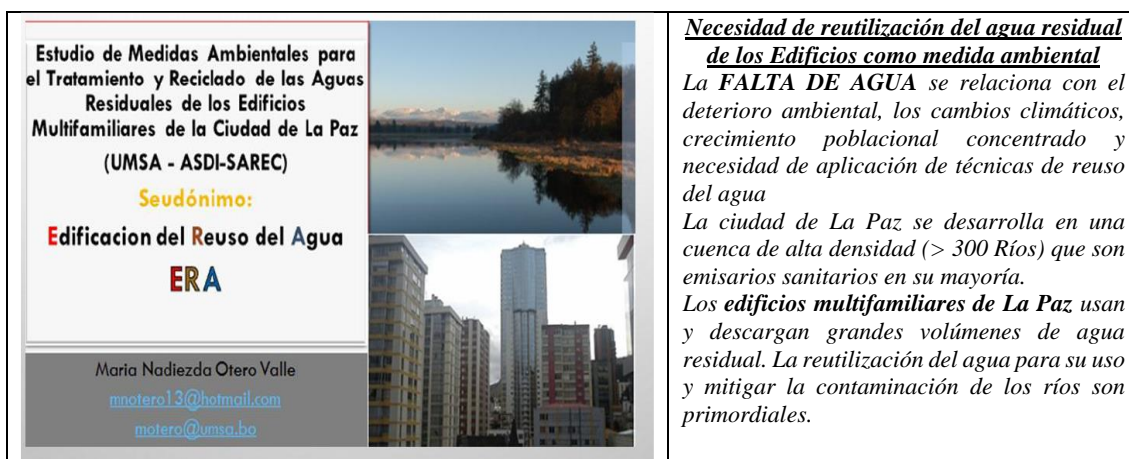 Estudio de Medidas Ambientales para
el Tratamiento y Reciclado de las Aguas
Residuales de los Edificios
Multifamiliares de la Ciudad de La Paz
(UMSA - ASDI-SAREC)
Seudónimo:
Edificacion del Reuso del Agua
ERA
Maria Nadiezda Otero Valle
mnotero13@hotmail.com
motero@umsa.bo
Necesidad de reutilización del agua residual
de los Edificios como medida ambiental
La FALTA DE AGUA se relaciona con el
deterioro ambiental, los cambios climáticos,
crecimiento poblacional concentrado y
necesidad de aplicación de técnicas de reuso
del agua
La ciudad de La Paz se desarrolla en una
cuenca de alta densidad (> 300 Ríos) que son
emisarios sanitarios en su mayoría.
Los edificios multifamiliares de La Paz usan
y descargan grandes volúmenes de agua
residual. La reutilización del agua para su uso
y mitigar la contaminación de los ríos son
primordiales.